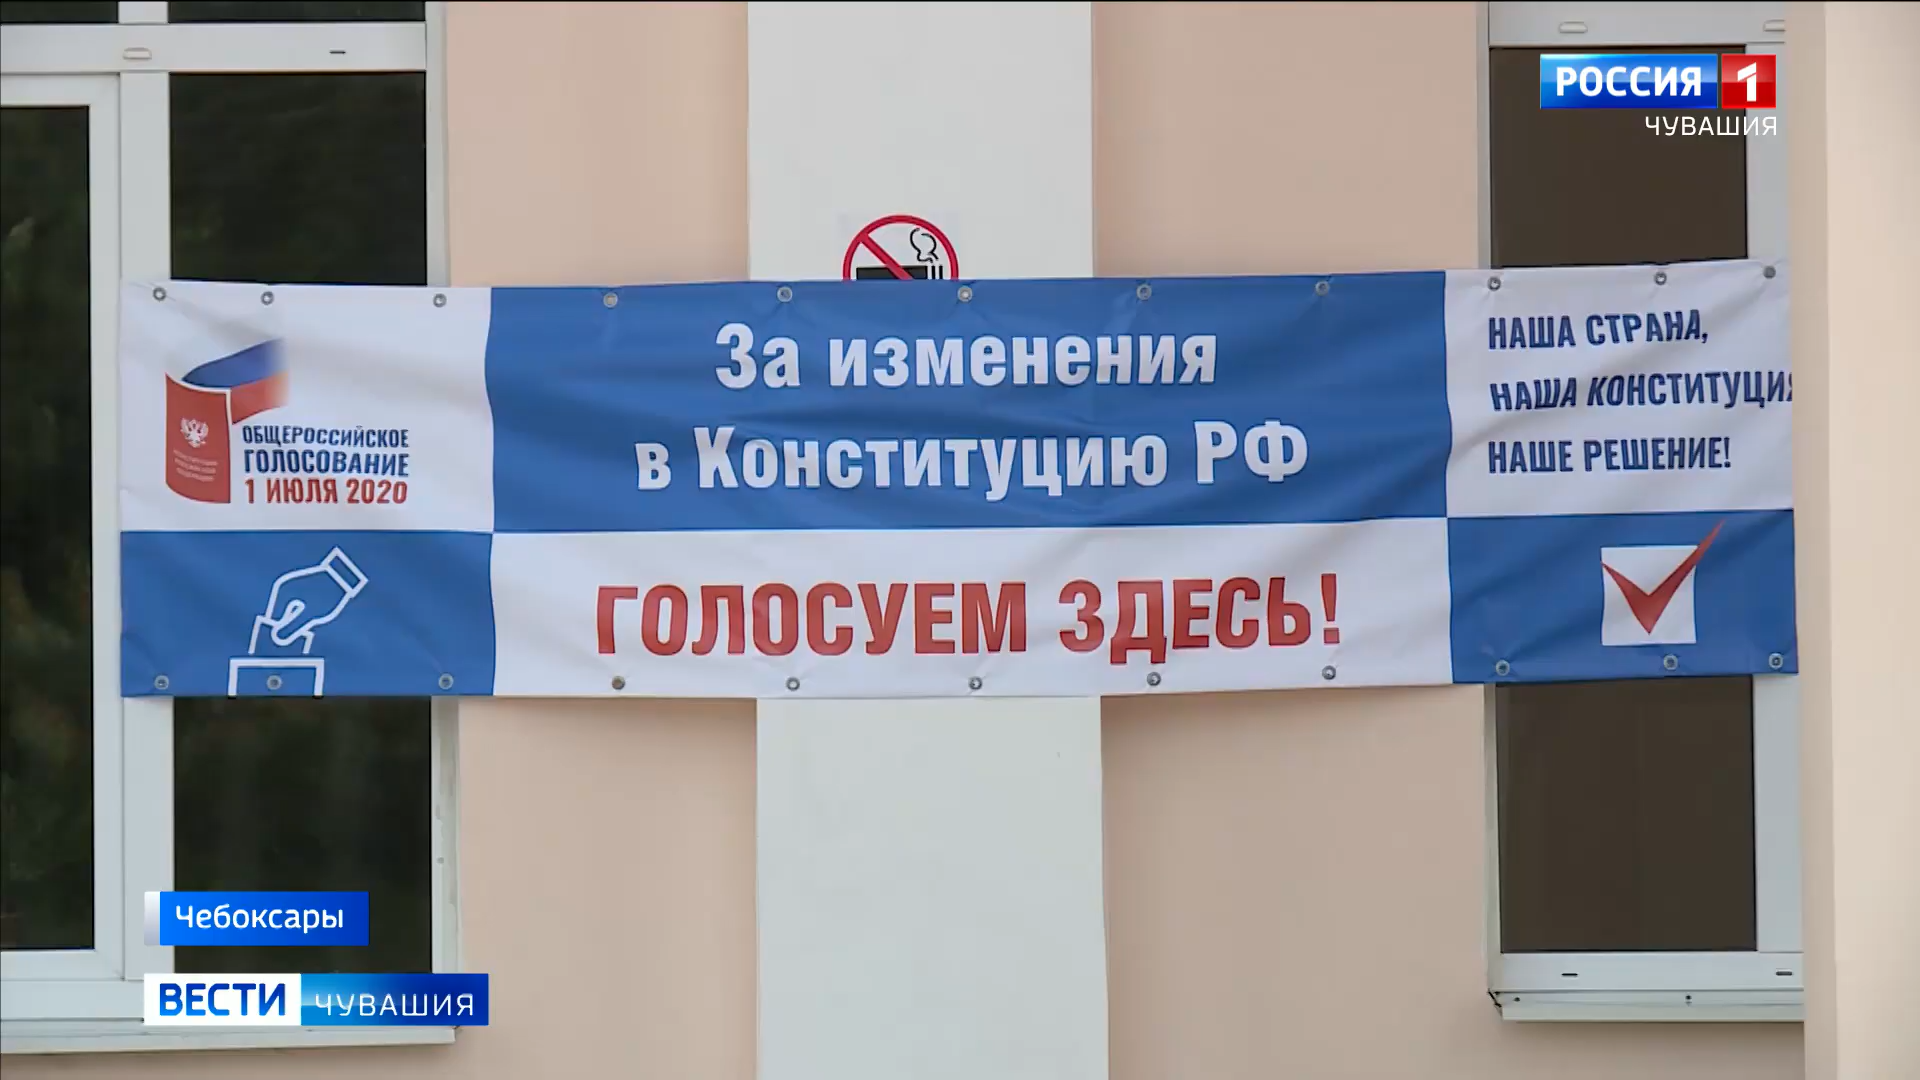 РОССИЯ 1
ЧУВАШИЯ
ОБЩЕРОССИЙСКОЕ
ГОЛОСОВАНИЕ
1 ИЮЛЯ 2020
За изменения
в Конституцию РФ
ГОЛОСУЕМ ЗДЕСЬ!
НАША СТРАНА,
НАША КОНСТИТУЦИЯ
НАШЕ РЕШЕНИЕ!
Чебоксары
ВЕСТИ ЧУВАШИЯ